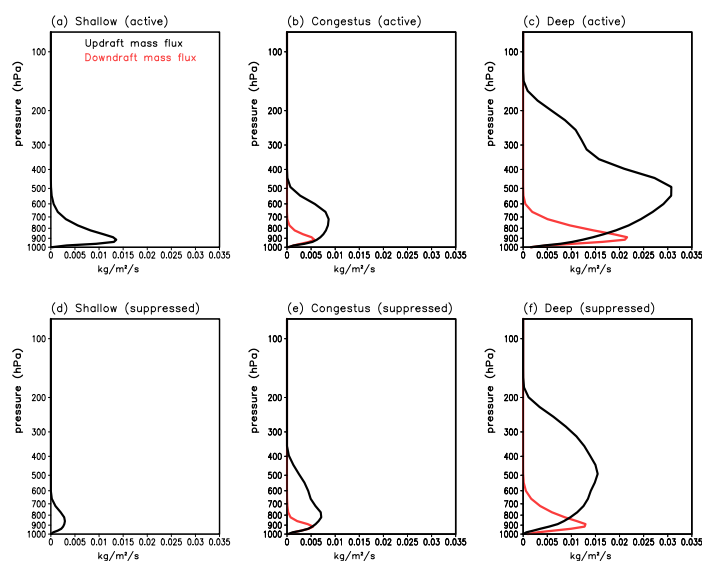 (a) Shallow (active)
(b) Congestus (active)
(c) Deep (active)
Updraft mass flux
Downdraft mass flux
pressure (hPa)
100
200
300
400
500
600
700
800
900
1000
0 0.005 0.01 0.015 0.02 0.025 0.03 0.035
kg/m²/s
pressure (hPa)
100
200
300
400
500
600
700
800
900
1000
0 0.005 0.01 0.015 0.02 0.025 0.03 0.035
kg/m²/s
pressure (hPa)
100
200
300
400
500
600
700
800
900
1000
0 0.005 0.01 0.015 0.02 0.025 0.03 0.035
kg/m²/s
(d) Shallow (suppressed)
(e) Congestus (suppressed)
(f) Deep (suppressed)
pressure (hPa)
100
200
300
400
500
600
700
800
900
1000
0 0.005 0.01 0.015 0.02 0.025 0.03 0.035
kg/m²/s
pressure (hPa)
100
200
300
400
500
600
700
800
900
1000
0 0.005 0.01 0.015 0.02 0.025 0.03 0.035
kg/m²/s
pressure (hPa)
100
200
300
400
500
600
700
800
900
1000
0 0.005 0.01 0.015 0.02 0.025 0.03 0.035
kg/m²/s